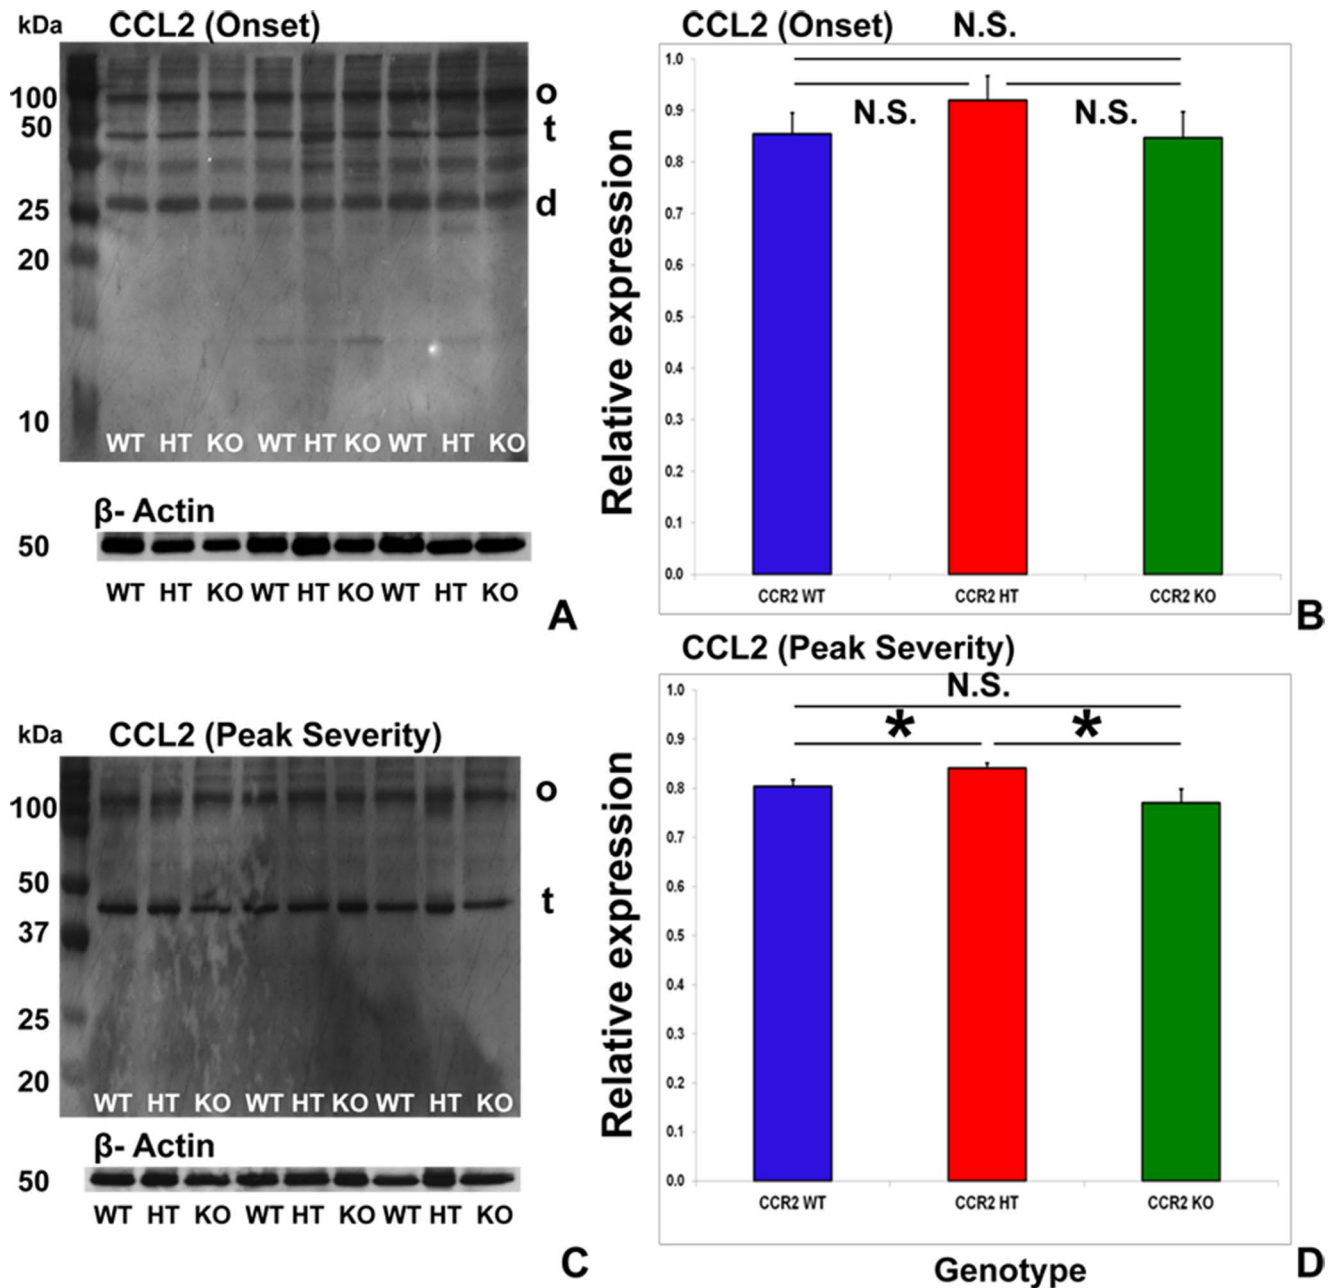 kDa
CCL2 (Onset)
100
50
25
20
10
o
t
d
WT HT KO WT HT KO WT HT KO
β- Actin
50
WT HT KO WT HT KO WT HT KO
A
CCL2 (Onset)
N.S.
N.S.
N.S.
Relative expression
1.0
0.9
0.8
0.7
0.6
0.5
0.4
0.3
0.2
0.1
0.0
CCR2 WT
CCR2 HT
CCR2 KO
B
kDa
CCL2 (Peak Severity)
100
50
37
25
20
o
t
WT HT KO WT HT KO WT HT KO
β- Actin
50
WT HT KO WT HT KO WT HT KO
C
CCL2 (Peak Severity)
N.S.
* *
Relative expression
1.0
0.9
0.8
0.7
0.6
0.5
0.4
0.3
0.2
0.1
0.0
CCR2 WT
CCR2 HT
CCR2 KO
Genotype
D